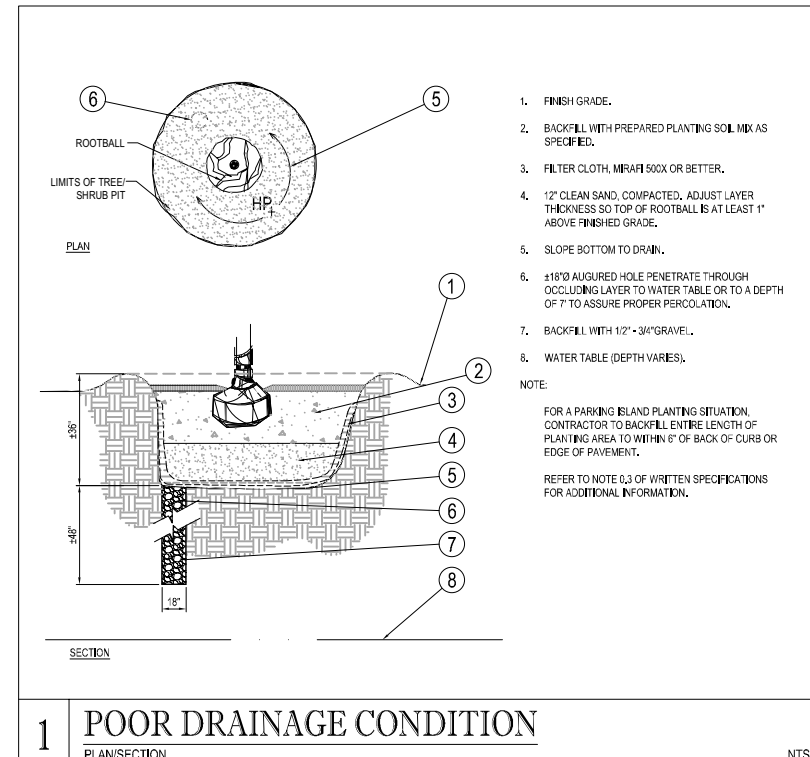 6
5
ROOTBALL
LIMITS OF TREE/
SHRUB PIT
HP
+
PLAN
1
2
3
4
5
6
7
8
±36"
±48"
18"
SECTION
1. FINISH GRADE.
2. BACKFILL WITH PREPARED PLANTING SOIL MIX AS
SPECIFIED.
3. FILTER CLOTH, MIRAFI 500X OR BETTER.
4. 12" CLEAN SAND, COMPACTED. ADJUST LAYER
THICKNESS SO TOP OF ROOTBALL IS AT LEAST 1"
ABOVE FINISHED GRADE.
5. SLOPE BOTTOM TO DRAIN.
6. ±18"Ø AUGURED HOLE PENETRATE THROUGH
OCCLUDING LAYER TO WATER TABLE OR TO A DEPTH
OF 7' TO ASSURE PROPER PERCOLATION.
7. BACKFILL WITH 1/2" - 3/4"GRAVEL.
8. WATER TABLE (DEPTH VARIES).
NOTE:
FOR A PARKING ISLAND PLANTING SITUATION,
CONTRACTOR TO BACKFILL ENTIRE LENGTH OF
PLANTING AREA TO WITHIN 6" OF BACK OF CURB OR
EDGE OF PAVEMENT.
REFER TO NOTE 0.3 OF WRITTEN SPECIFICATIONS
FOR ADDITIONAL INFORMATION.
1 POOR DRAINAGE CONDITION
PLAN/SECTION
NTS